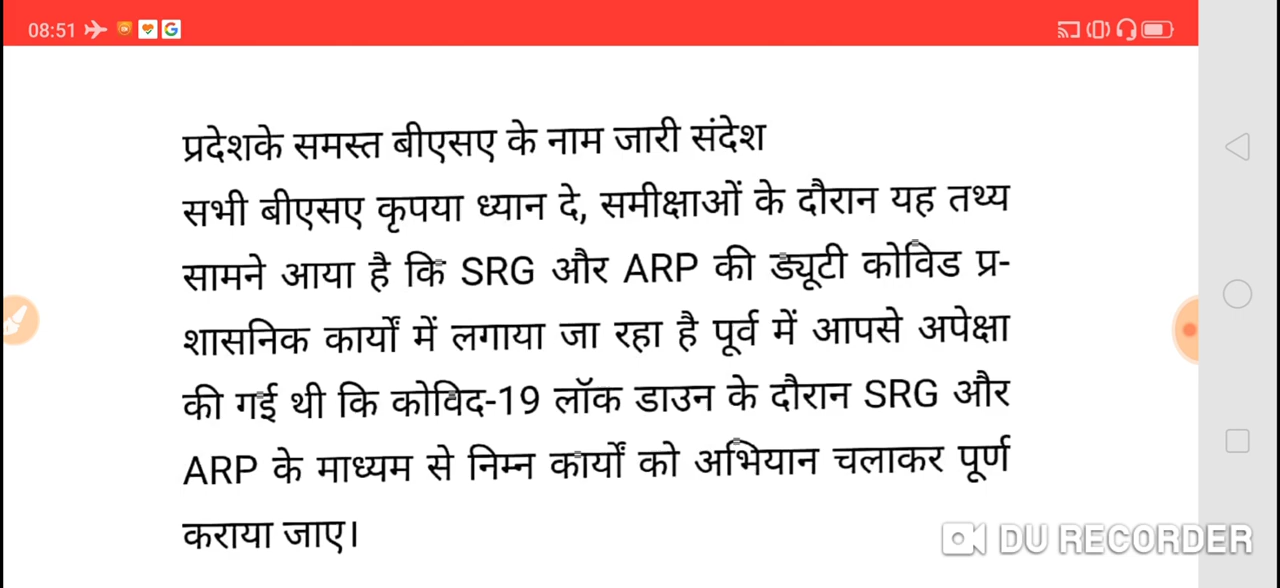 08:51
प्रदेशके समस्त बीएसए के नाम जारी संदेश
सभी बीएसए कृपया ध्यान दे, समीक्षाओं के दौरान यह तथ्य
सामने आया है कि SRG और ARP की ड्यूटी कोविड प्र-
शासनिक कार्यों में लगाया जा रहा है पूर्व में आपसे अपेक्षा
की गई थी कि कोविद-19 लॉक डाउन के दौरान SRG और
ARP के माध्यम से निम्न कार्यों को अभियान चलाकर पूर्ण
कराया जाए।
DU RECORDER